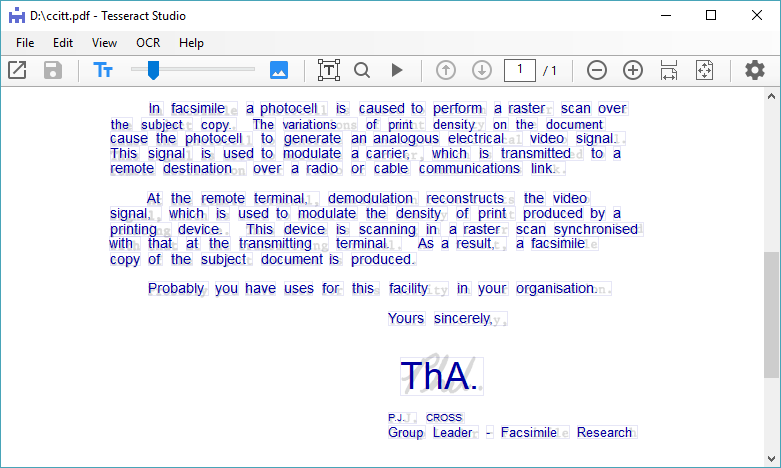 D:\ccitt.pdf - Tesseract Studio
File Edit View OCR Help
1 / 1
In facsimile a photocell is caused to perform a raster scan over
the subject copy. The variations of print density on the document
cause the photocell to generate an analogous electrical video signal.
This signal is used to modulate a carrier, which is transmitted to a
remote destination over a radio or cable communications link.
At the remote terminal, demodulation reconstructs the video
signal, which is used to modulate the density of print produced by a
printing device. This device is scanning in a raster scan synchronised
with that at the transmitting terminal. As a result, a facsimile
copy of the subject document is produced.
Probably you have uses for this facility in your organisation.
Yours sincerely,
ThA.
P.J. CROSS
Group Leader - Facsimile Research